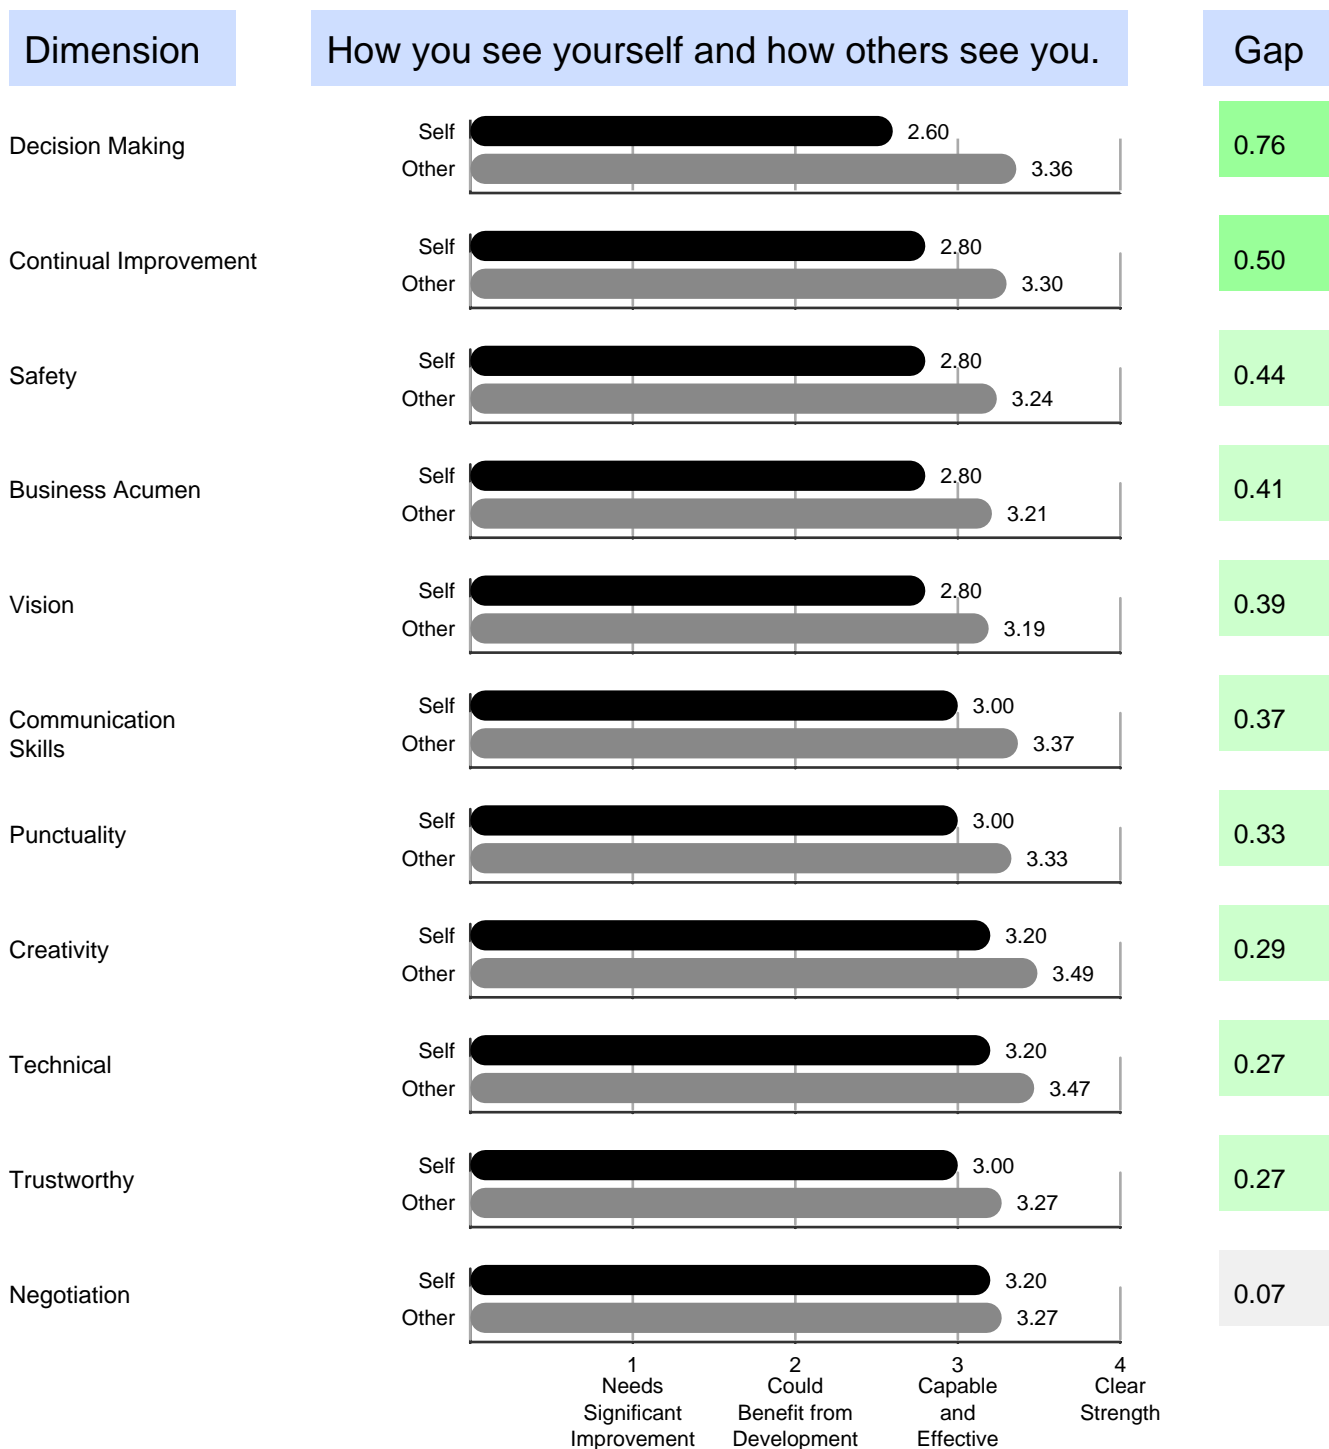 Dimension
How you see yourself and how others see you.
Gap
Decision Making
Self
2.60
Other
3.36
0.76
Continual Improvement
Self
2.80
Other
3.30
0.50
Safety
Self
2.80
Other
3.24
0.44
Business Acumen
Self
2.80
Other
3.21
0.41
Vision
Self
2.80
Other
3.19
0.39
Communication
Skills
Self
3.00
Other
3.37
0.37
Punctuality
Self
3.00
Other
3.33
0.33
Creativity
Self
3.20
Other
3.49
0.29
Technical
Self
3.20
Other
3.47
0.27
Trustworthy
Self
3.00
Other
3.27
0.27
Negotiation
Self
3.20
Other
3.27
0.07
1
Needs
Significant
Improvement
2
Could
Benefit from
Development
3
Capable
and
Effective
4
Clear
Strength